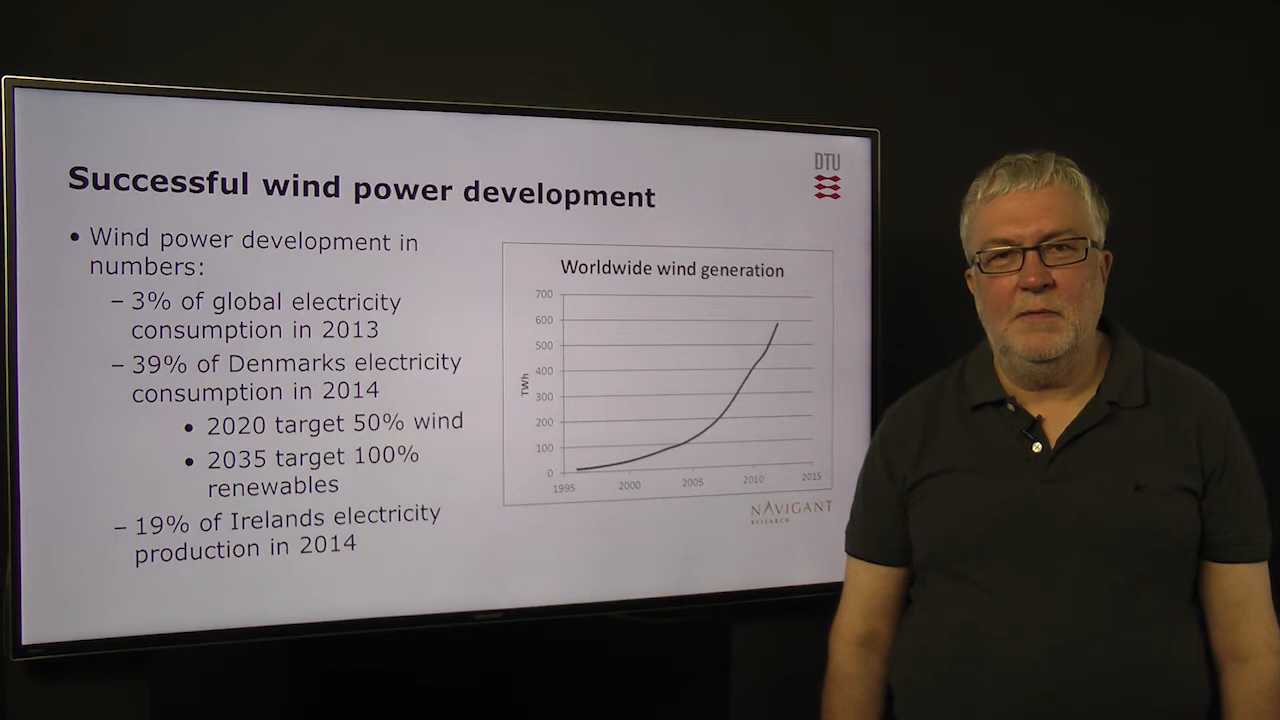 DTU
Successful wind power development
• Wind power development in
numbers:
– 3% of global electricity
consumption in 2013
– 39% of Denmarks electricity
consumption in 2014
• 2020 target 50% wind
• 2035 target 100%
renewables
– 19% of Irelands electricity
production in 2014
Worldwide wind generation
700
600
500
400
300
200
100
0
TWh
1995 2000 2005 2010 2015
NAVIGANT
RESEARCH